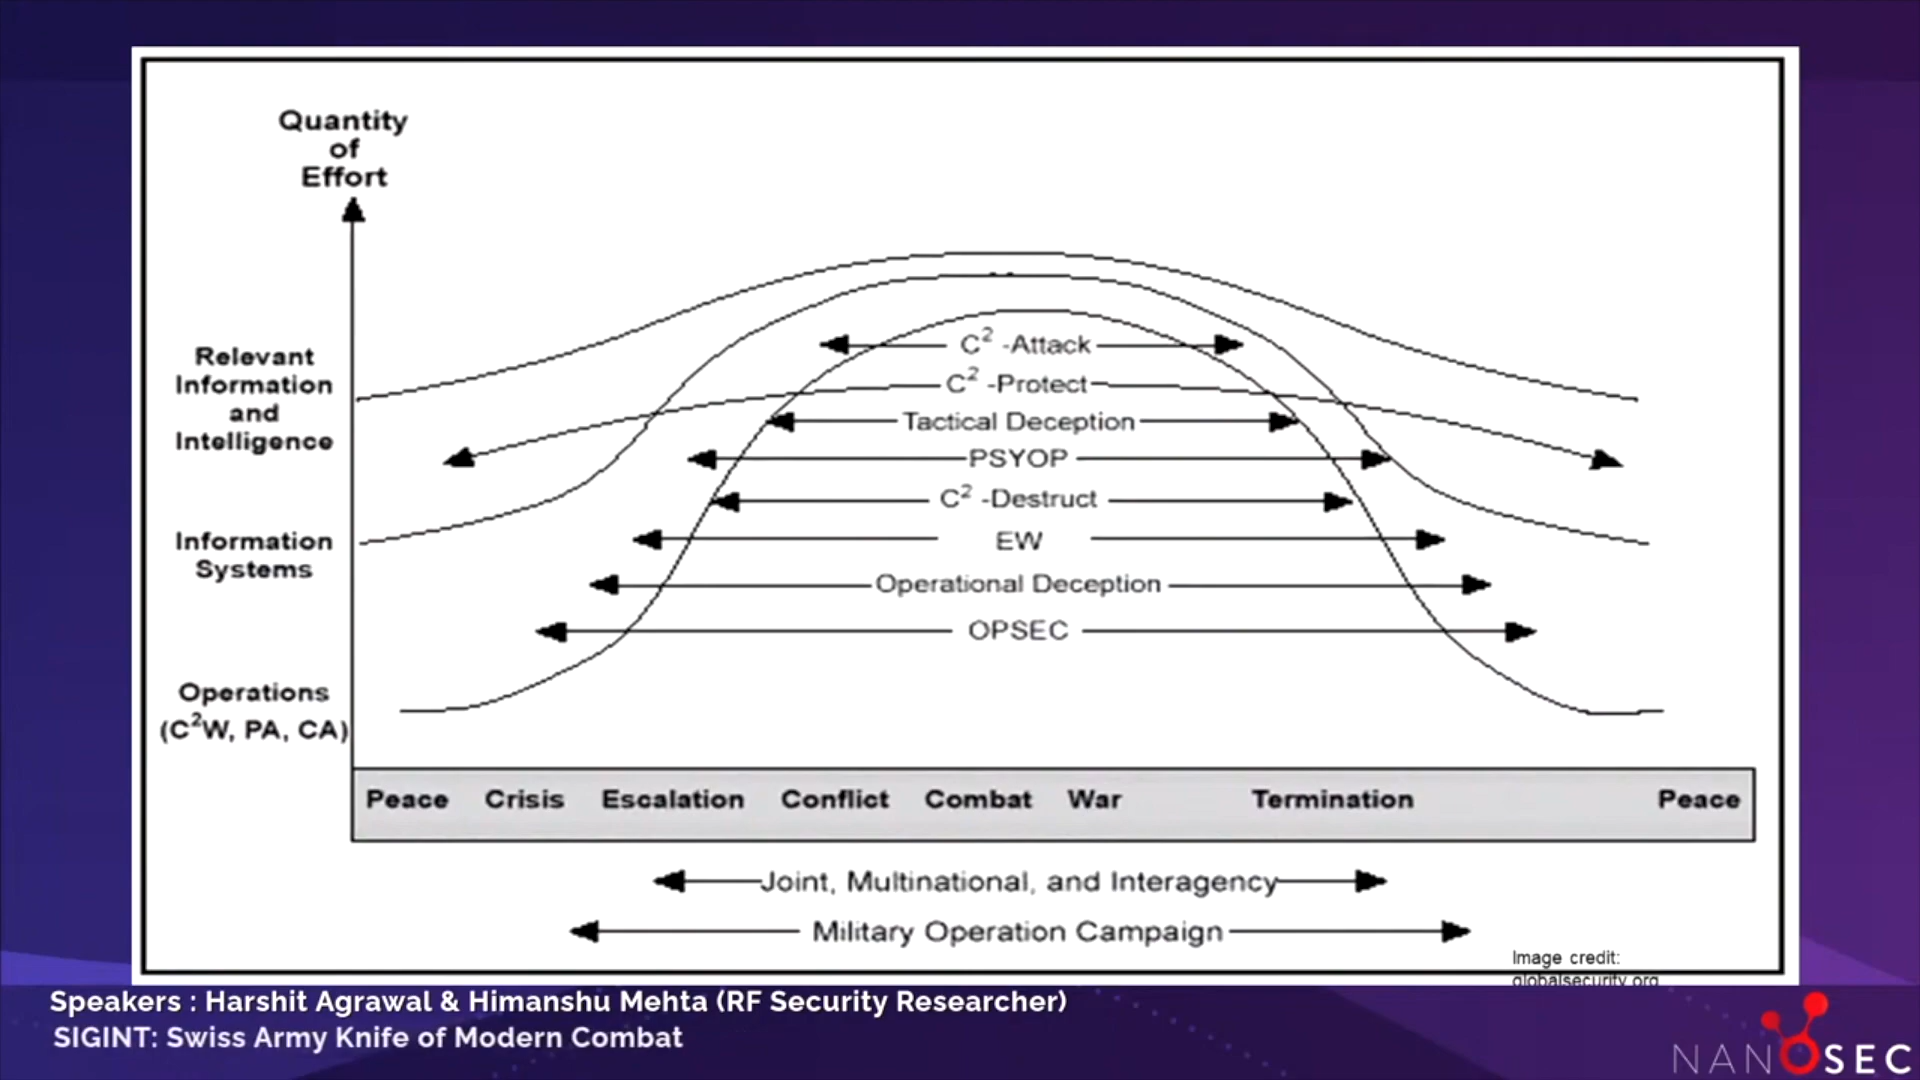 Quantity
of
Effort
Relevant
Information
and
Intelligence
Information
Systems
Operations
(C²W, PA, CA)
C² -Attack
C² -Protect
Tactical Deception
PSYOP
C² -Destruct
EW
Operational Deception
OPSEC
Peace Crisis Escalation Conflict Combat War Termination Peace
Joint, Multinational, and Interagency
Military Operation Campaign
Image credit:
globalsecurity.org
Speakers : Harshit Agrawal & Himanshu Mehta (RF Security Researcher)
SIGINT: Swiss Army Knife of Modern Combat
NANOSEC